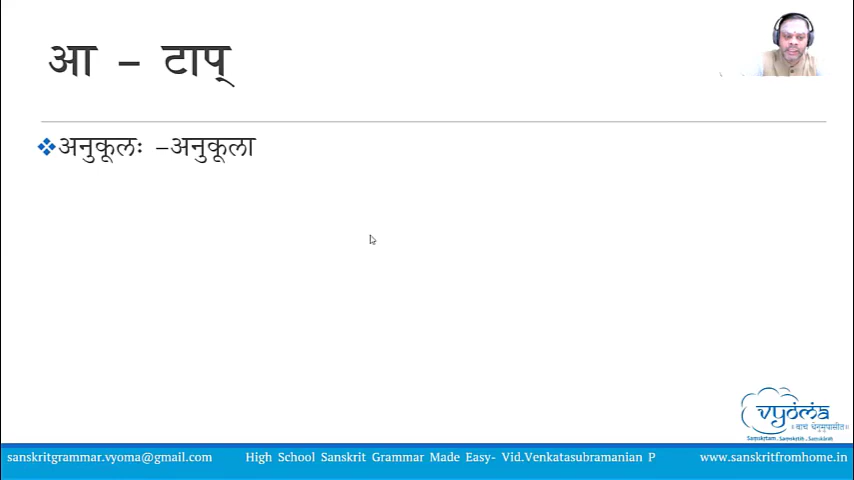 आ – टाप्
अनुकूलः –अनुकूला
vyoma
॥ वाचं धेनुमुपासीत॥
Samskrtam . Samskriti . Samskarah
sanskritgrammar.vyoma@gmail.com High School Sanskrit Grammar Made Easy- Vid.Venkatasubramanian P www.sanskritfromhome.in